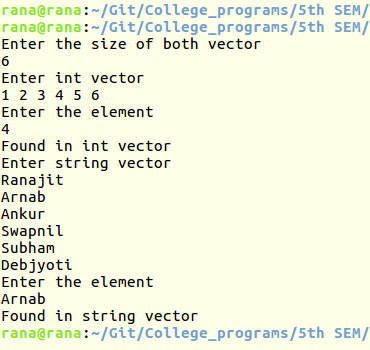 rana@rana:~/Git/College_programs/5th SEM/
rana@rana:~/Git/College_programs/5th SEM/
Enter the size of both vector
6
Enter int vector
1 2 3 4 5 6
Enter the element
4
Found in int vector
Enter string vector
Ranajit
Arnab
Ankur
Swapnil
Subham
Debjyoti
Enter the element
Arnab
Found in string vector
rana@rana:~/Git/College_programs/5th SEM/